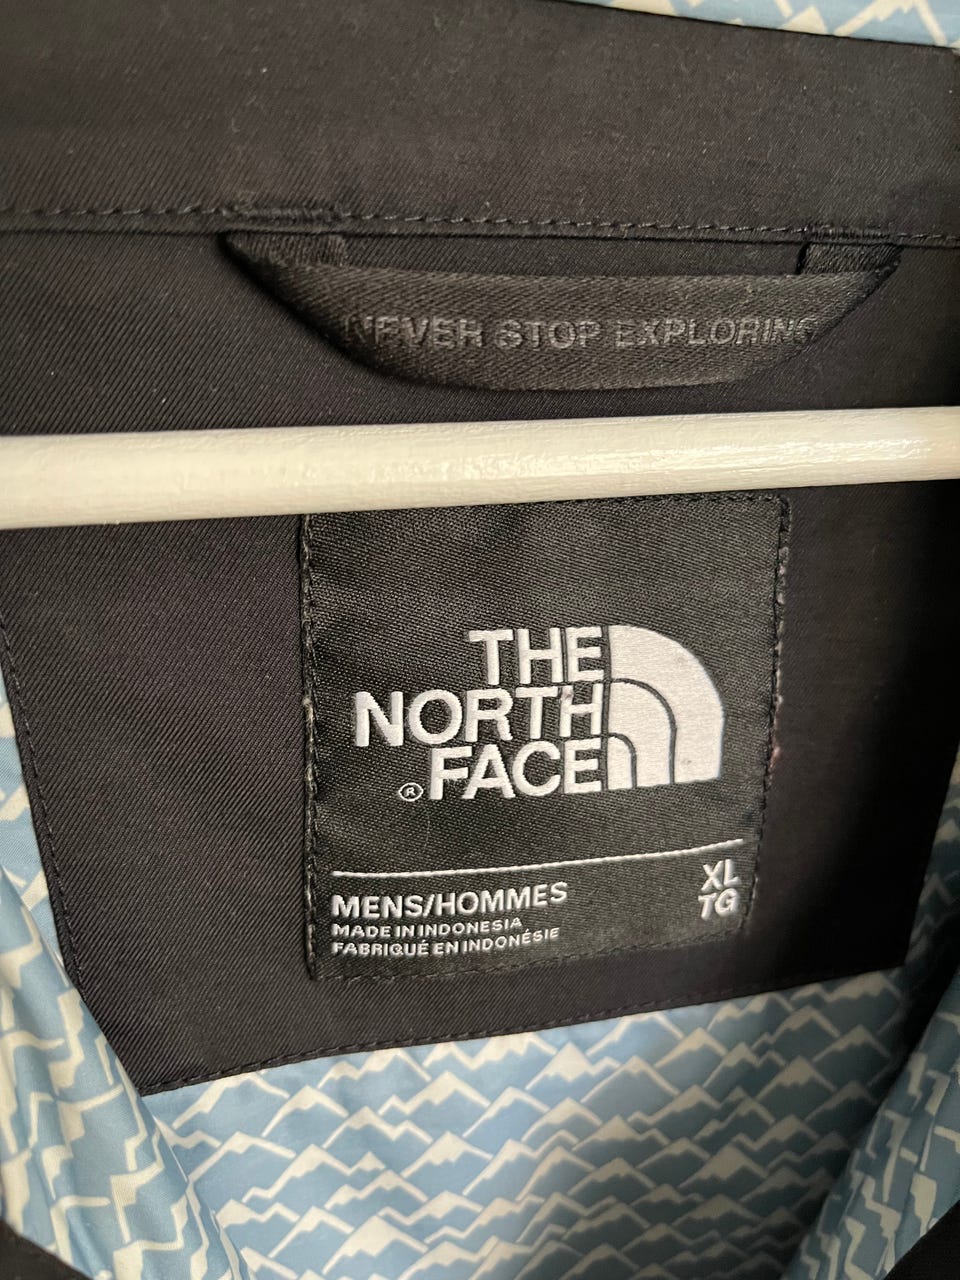 NEVER STOP EXPLORING
THE
NORTH
® FACE
XL
MENS/HOMMES TG
MADE IN INDONESIA
FABRIQUÉ EN INDONÉSIE